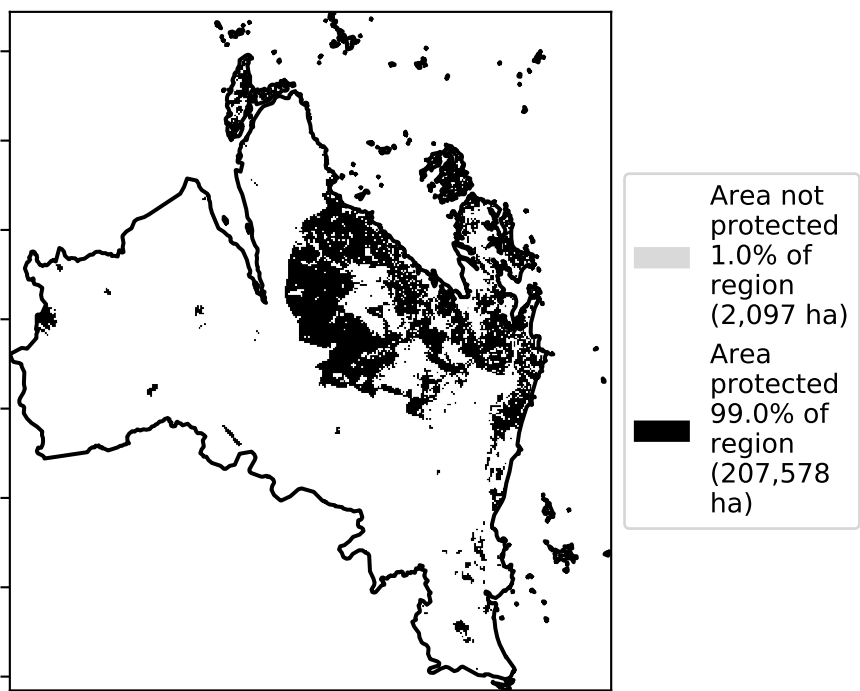 Area not
protected
1.0% of
region
(2,097 ha)
Area
protected
99.0% of
region
(207,578
ha)